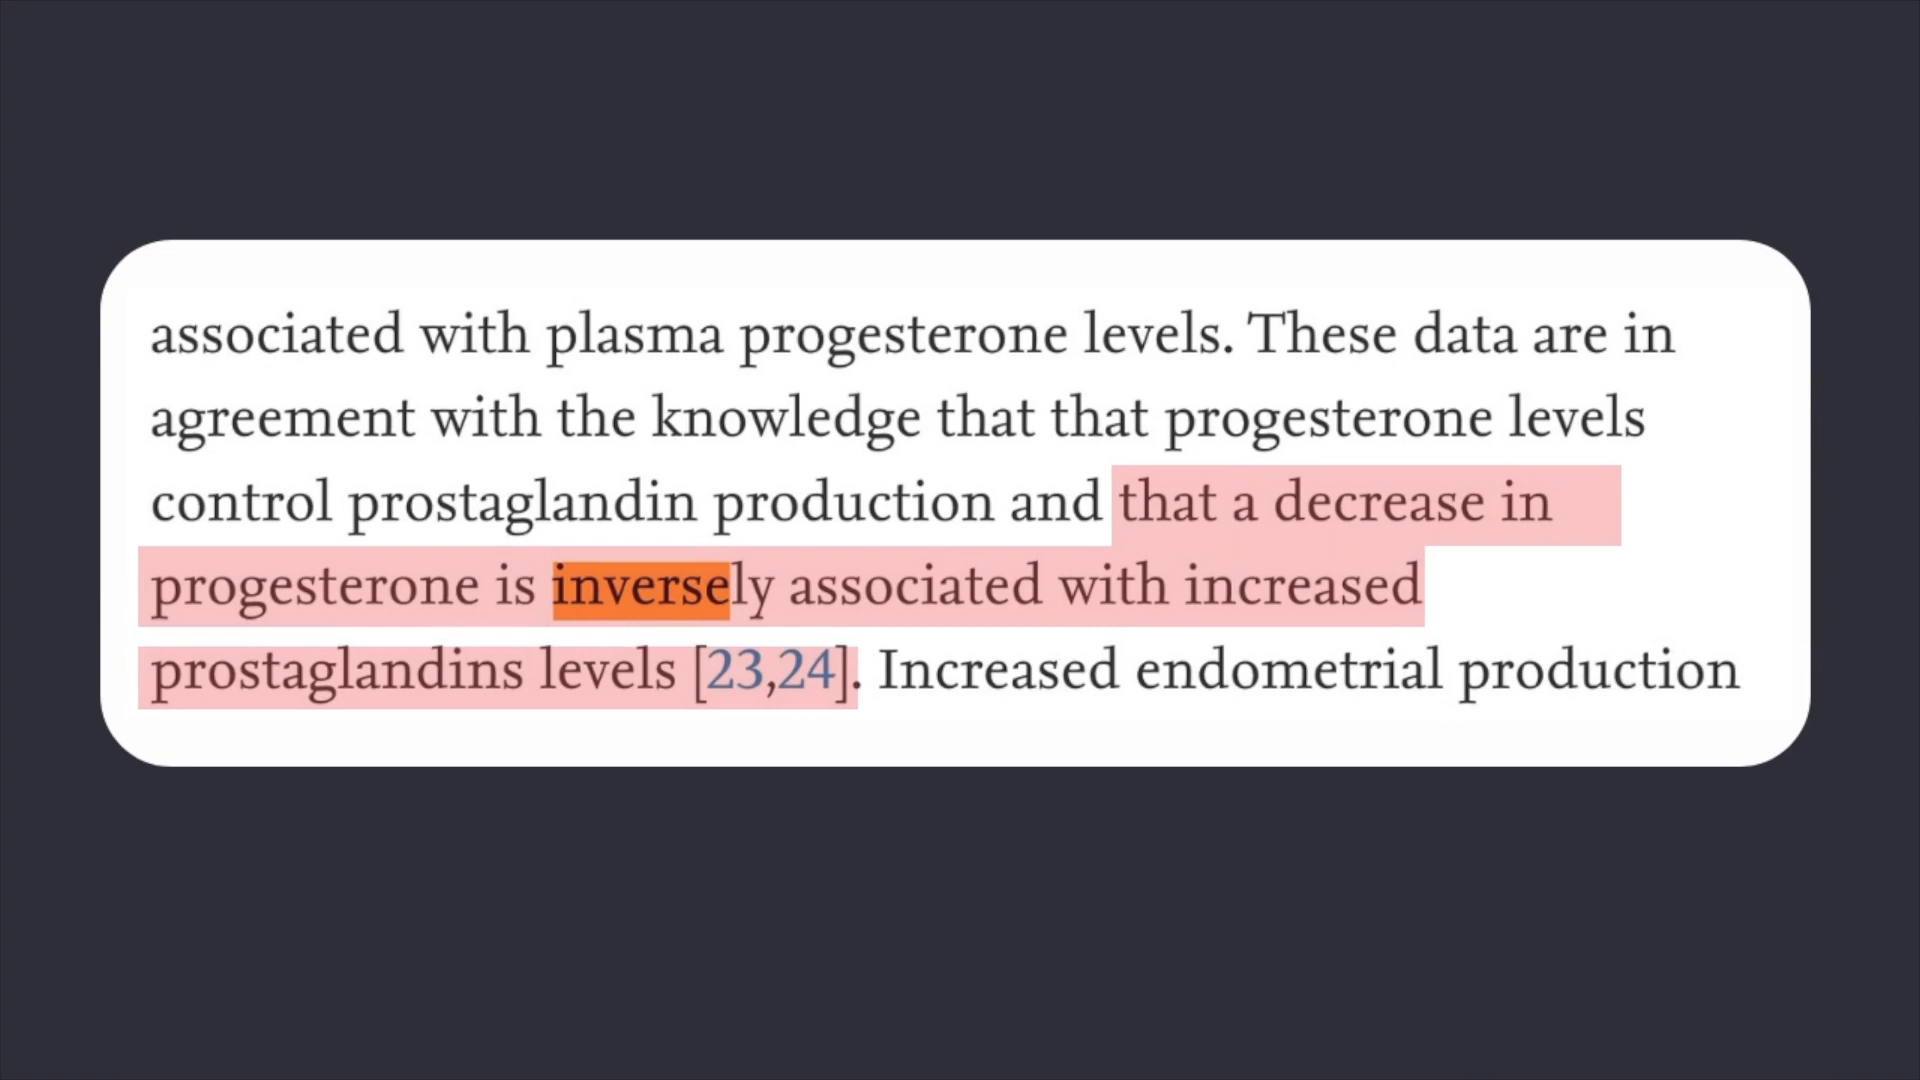 associated with plasma progesterone levels. These data are in
agreement with the knowledge that that progesterone levels
control prostaglandin production and that a decrease in
progesterone is inversely associated with increased
prostaglandins levels [23,24]. Increased endometrial production